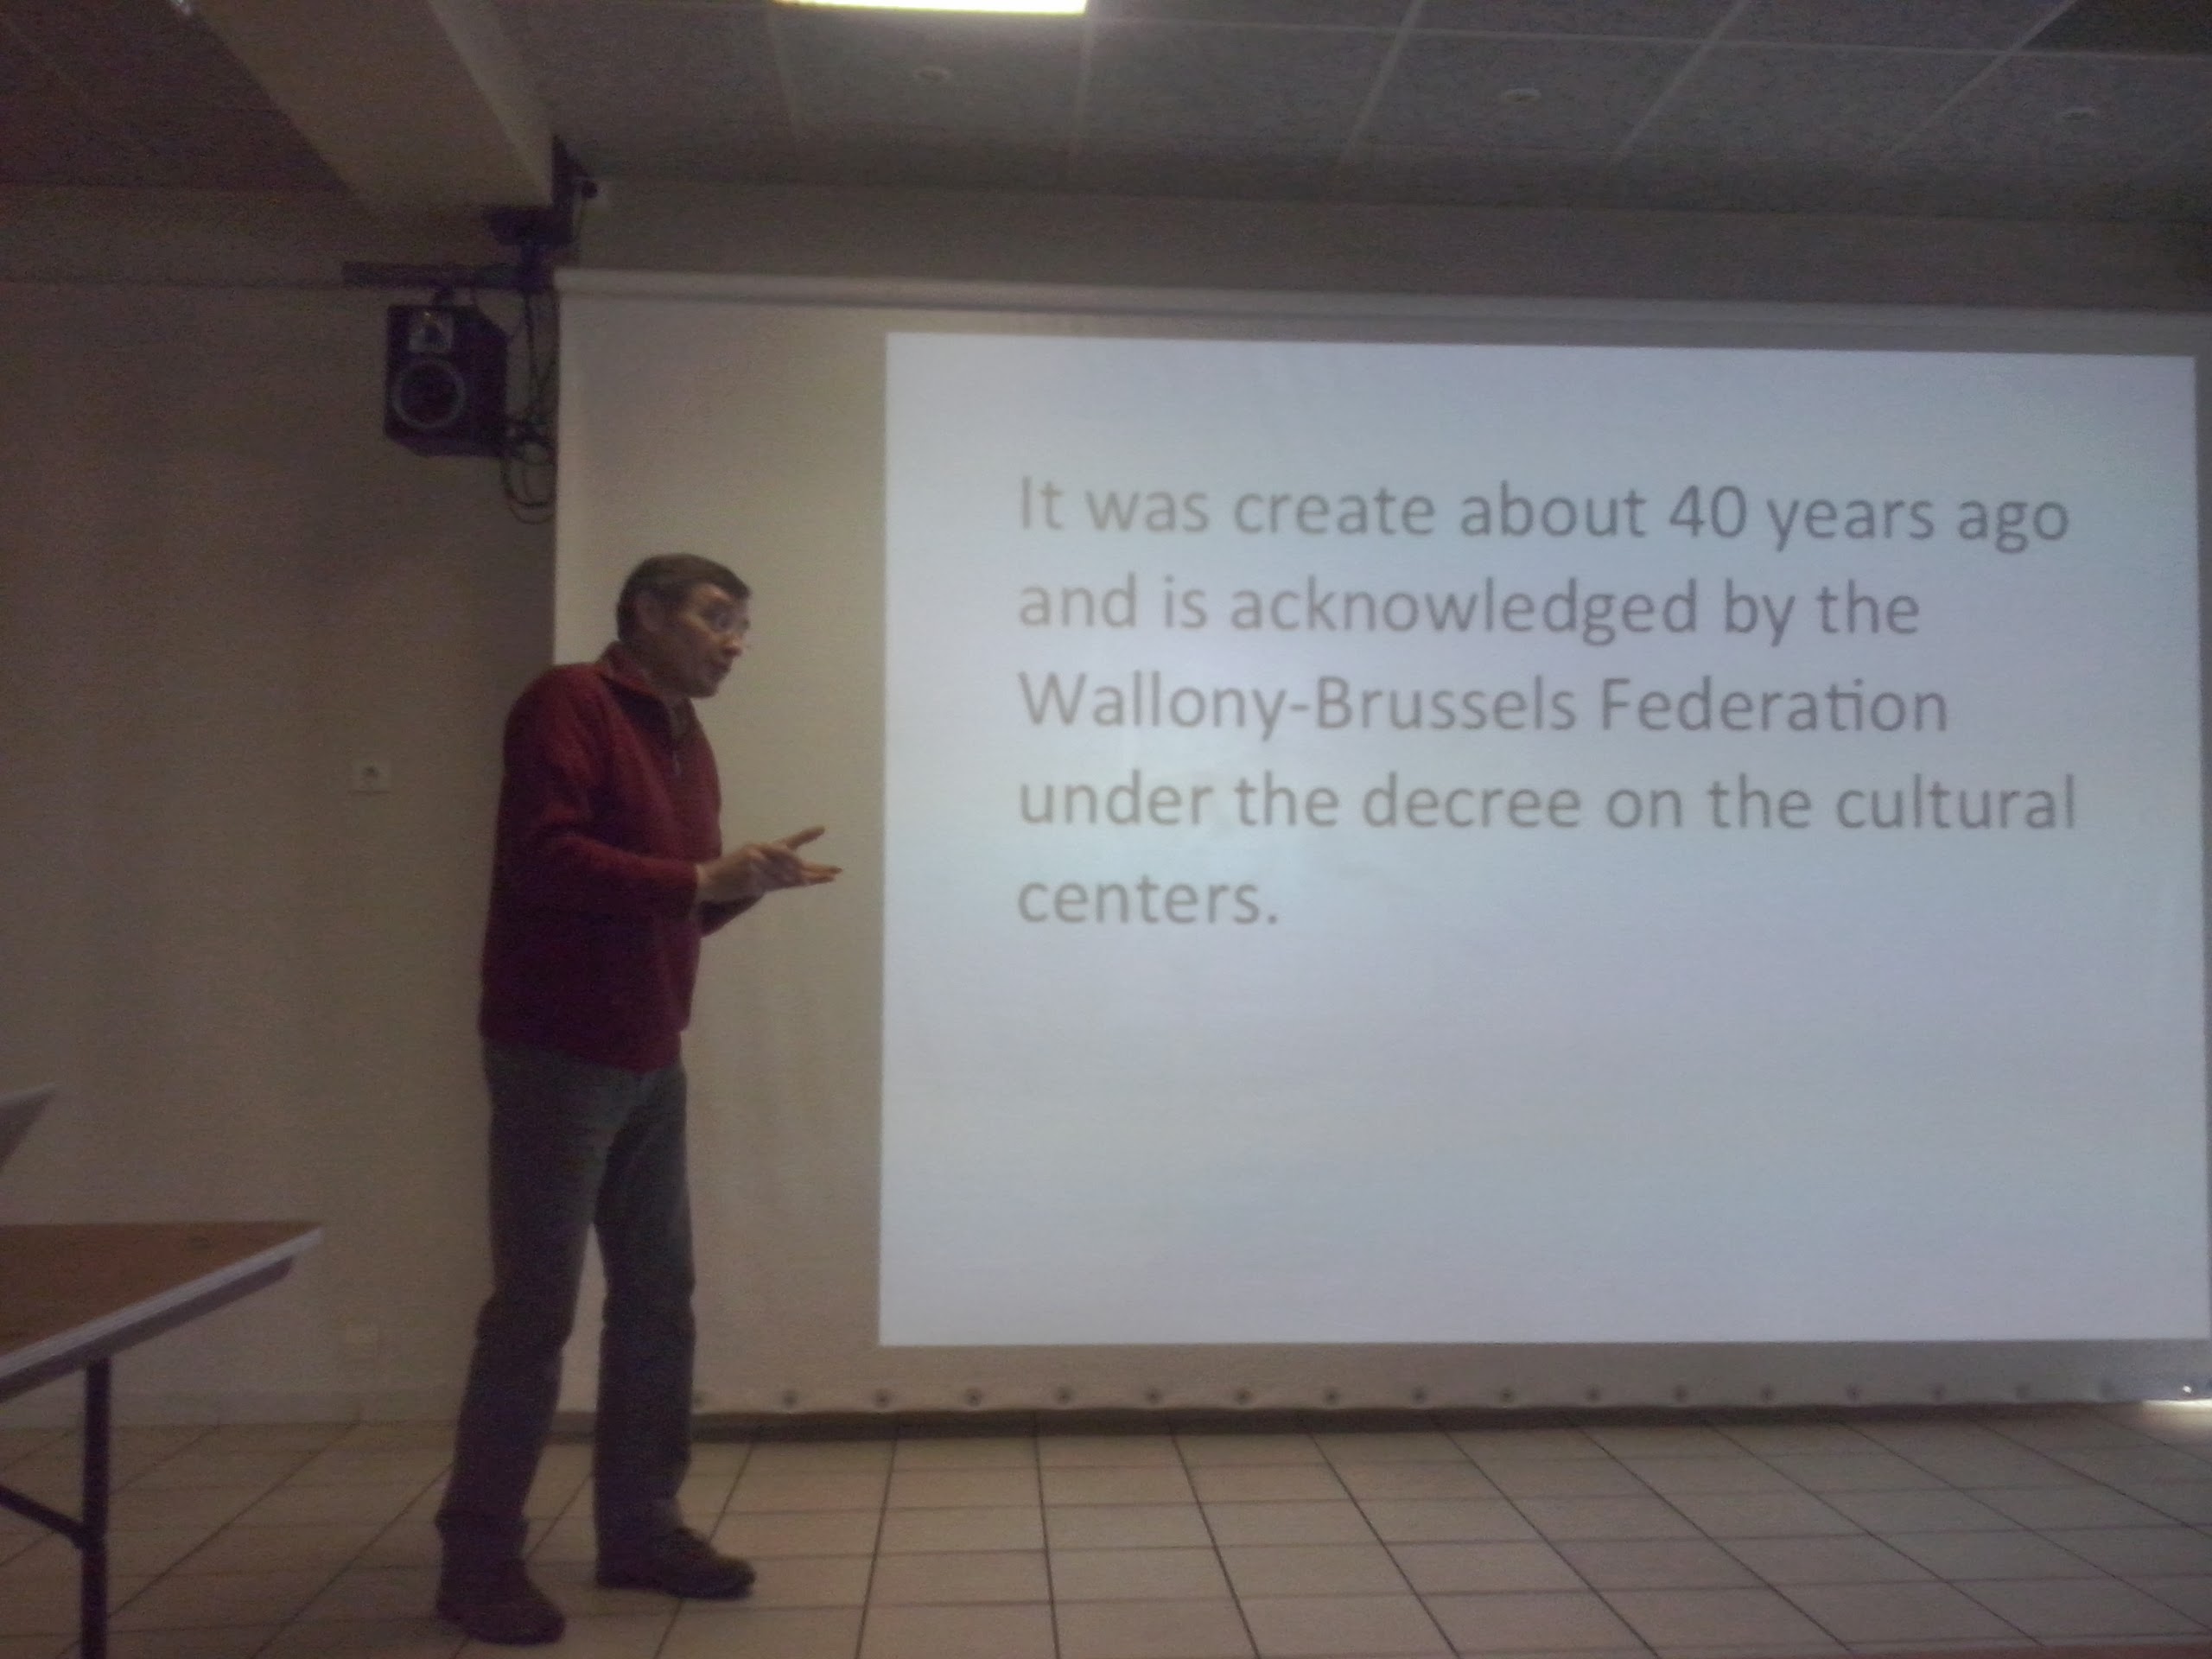 It was create about 40 years ago
and is acknowledged by the
Wallony-Brussels Federation
under the decree on the cultural
centers.